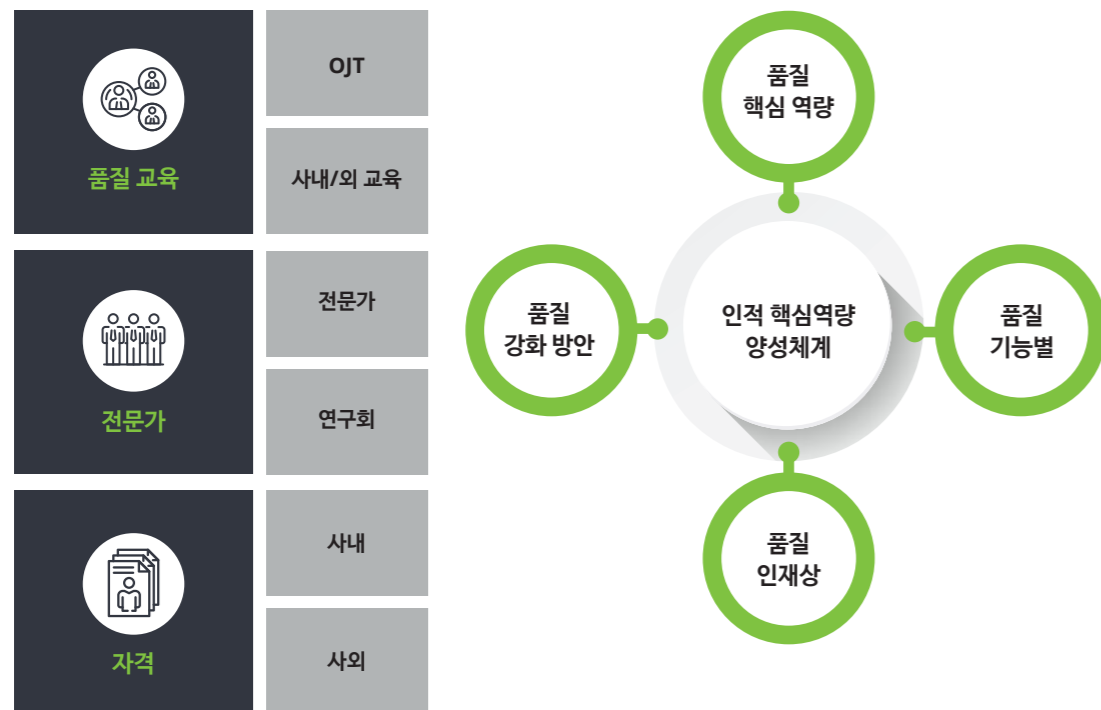 품질 교육
OJT
사내/외 교육
전문가
전문가
연구회
자격
사내
사외
품질
핵심 역량
품질
강화 방안
인적 핵심역량
양성체계
품질
기능별
품질
인재상